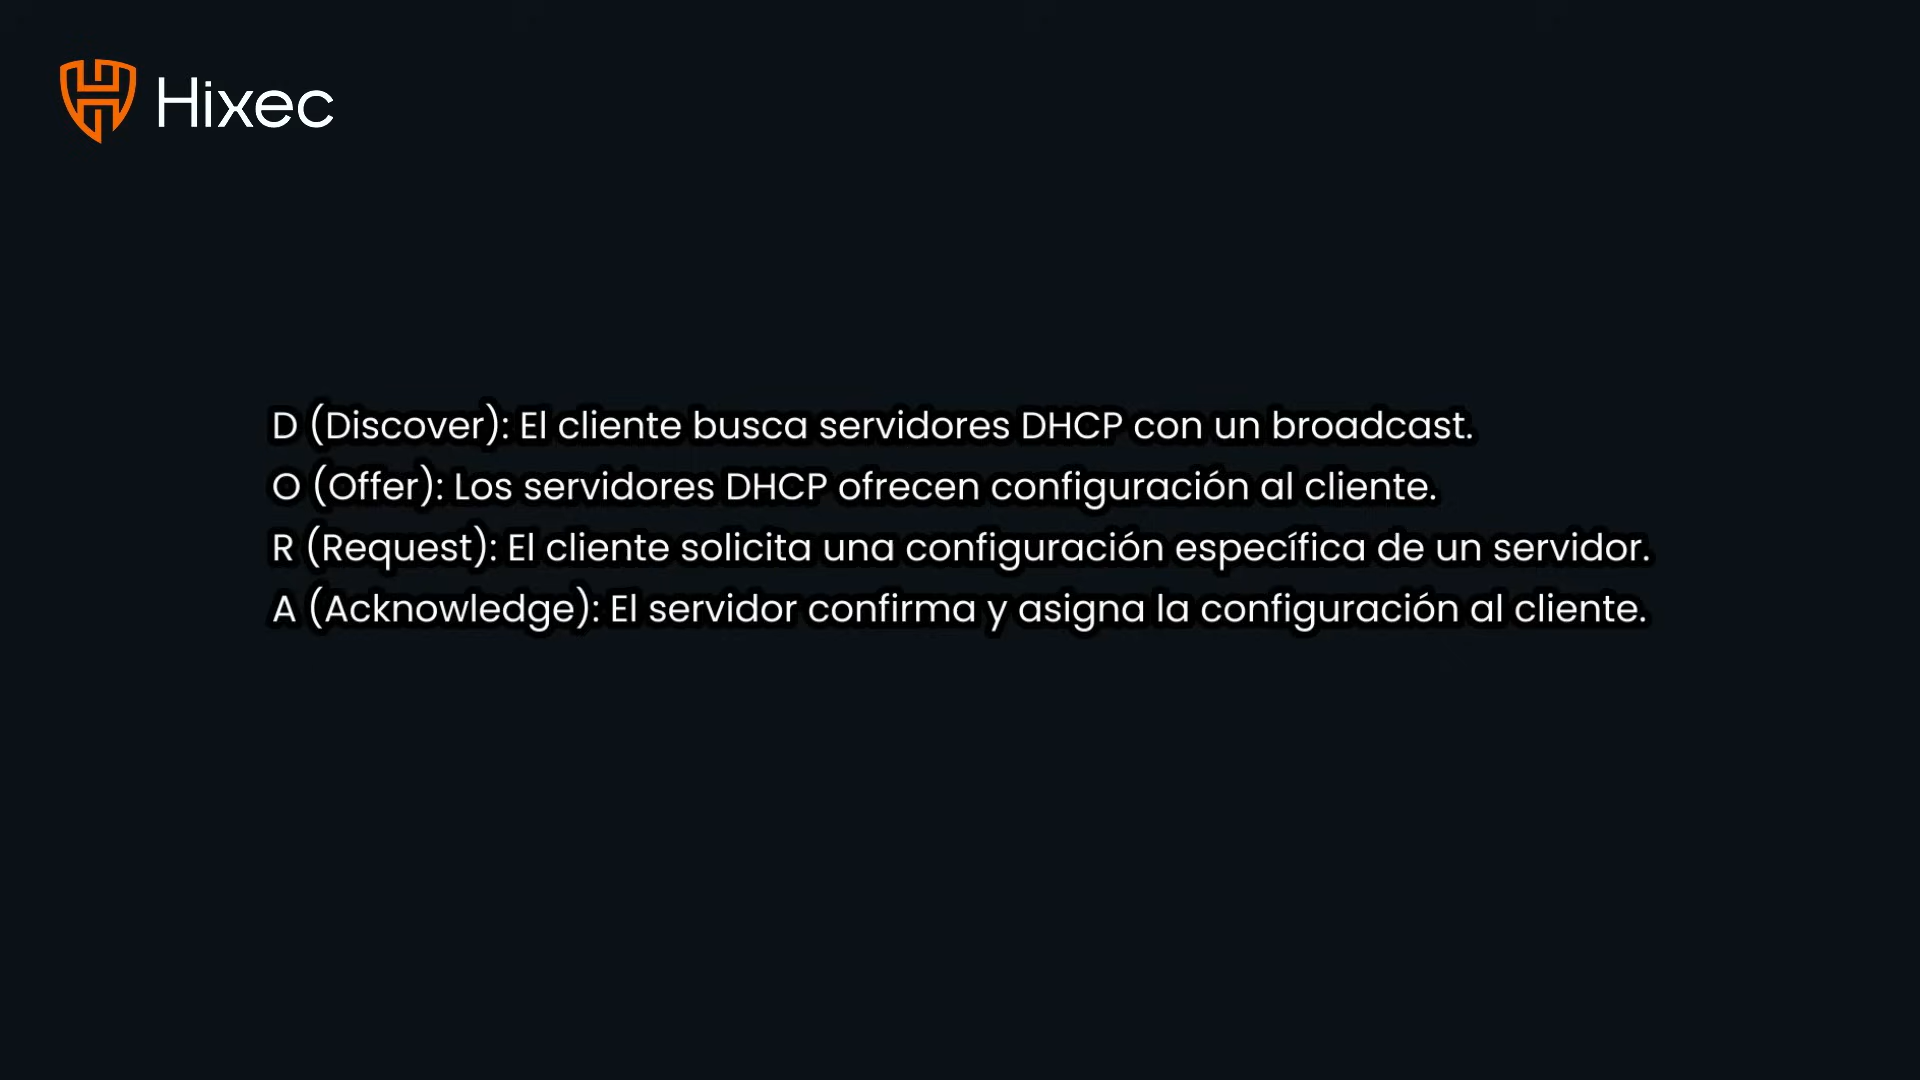 Hixec
D (Discover): El cliente busca servidores DHCP con un broadcast.
O (Offer): Los servidores DHCP ofrecen configuración al cliente.
R (Request): El cliente solicita una configuración específica de un servidor.
A (Acknowledge): El servidor confirma y asigna la configuración al cliente.